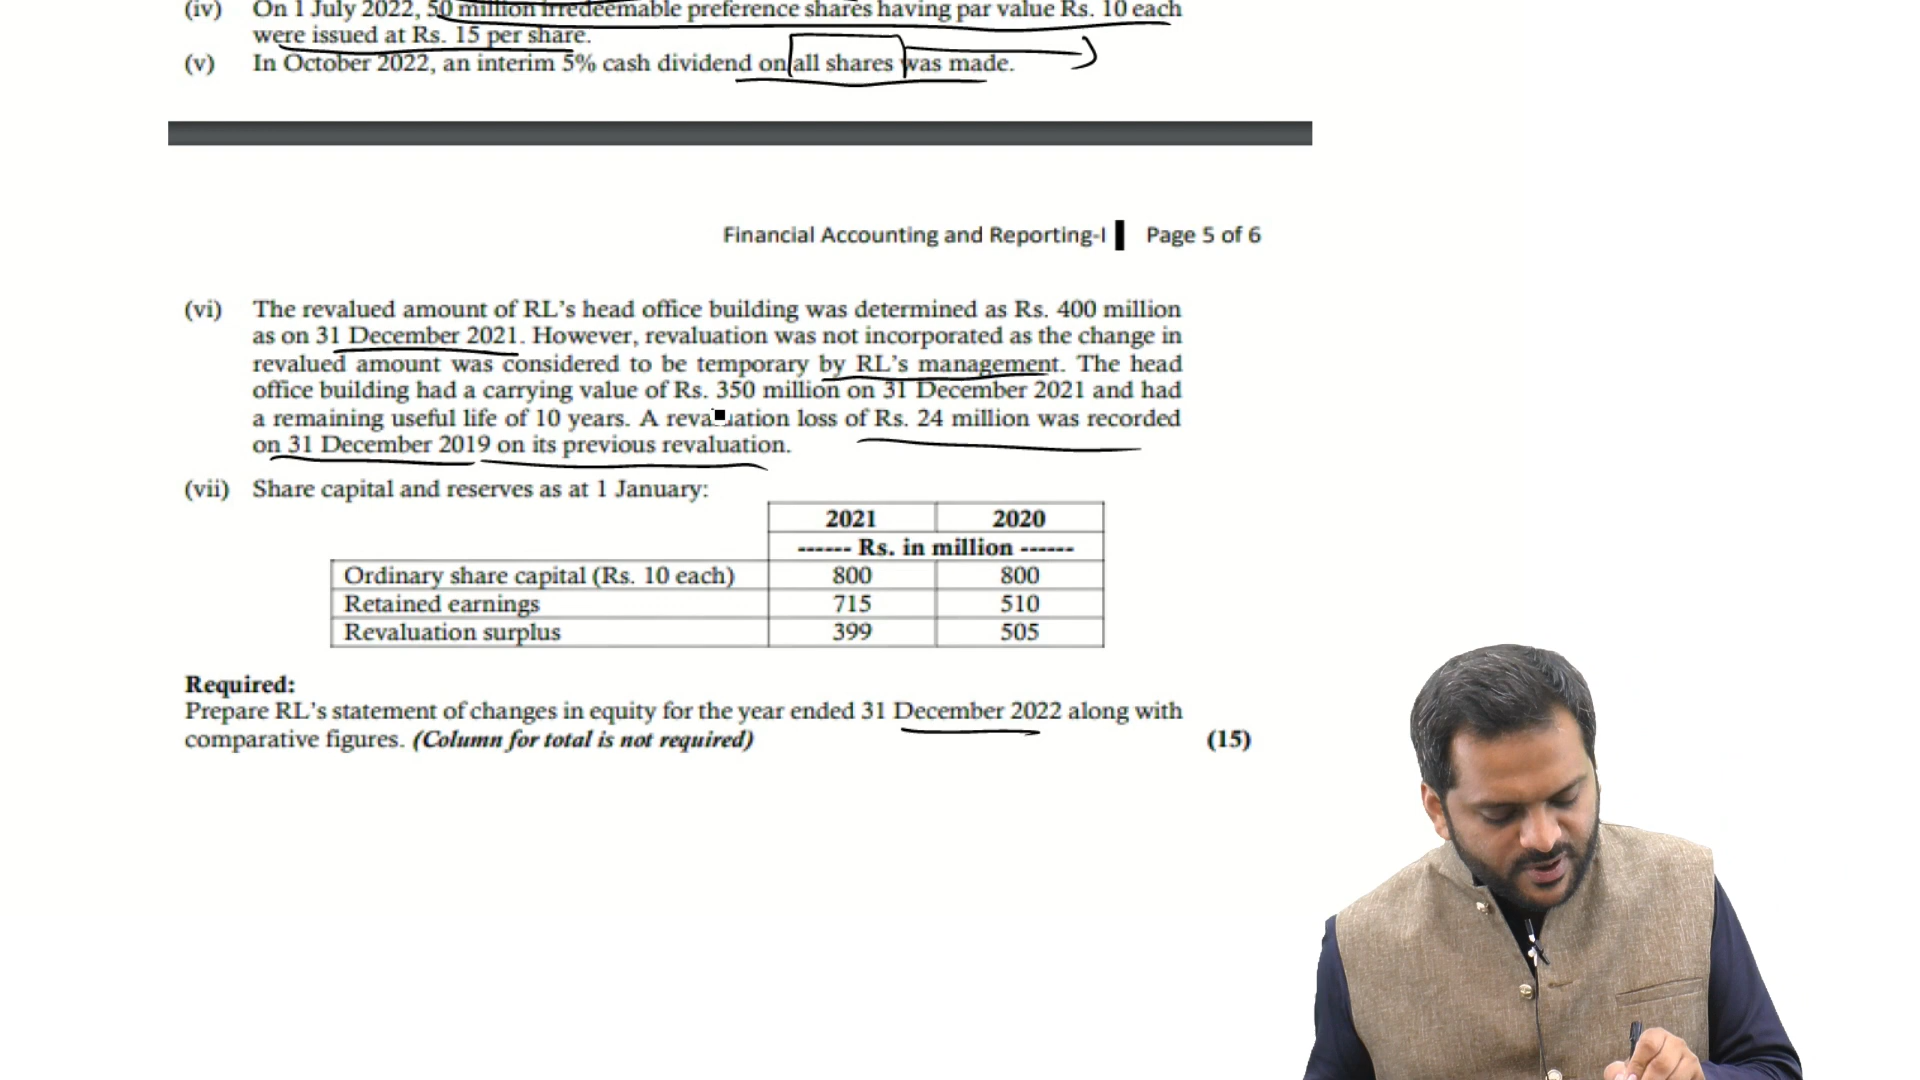 (iv) On 1 July 2022, 50 million irredeemable preference shares having par value Rs. 10 each
were issued at Rs. 15 per share.
(v) In October 2022, an interim 5% cash dividend on all shares was made.
Financial Accounting and Reporting-I Page 5 of 6
(vi) The revalued amount of RL's head office building was determined as Rs. 400 million
as on 31 December 2021. However, revaluation was not incorporated as the change in
revalued amount was considered to be temporary by RL's management. The head
office building had a carrying value of Rs. 350 million on 31 December 2021 and had
a remaining useful life of 10 years. A revaluation loss of Rs. 24 million was recorded
on 31 December 2019 on its previous revaluation.
(vii) Share capital and reserves as at 1 January:
2021 2020
------ Rs. in million ------
Ordinary share capital (Rs. 10 each) 800 800
Retained earnings 715 510
Revaluation surplus 399 505
Required:
Prepare RL's statement of changes in equity for the year ended 31 December 2022 along with
comparative figures. (Column for total is not required) (15)